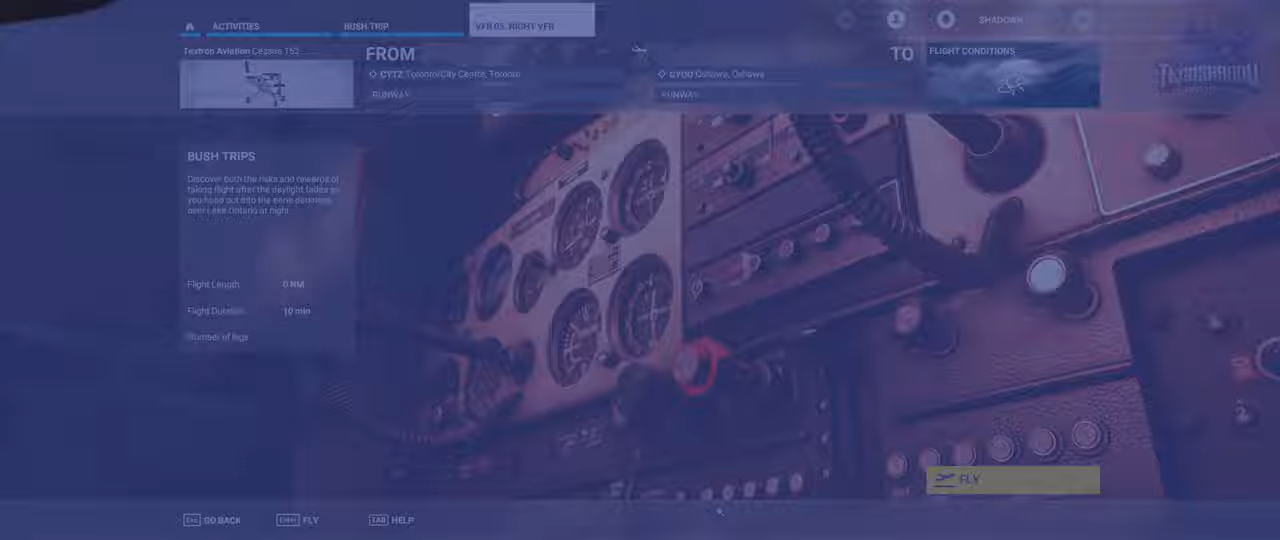 ACTIVITIES
BUSH TRIP
VFR 05. NIGHT VFR
SHADOWN
Textron Aviation Cessna 152
FROM
CYTZ Toronto/City Centre, Toronto
RUNWAY
TO
CYOO Oshawa, Oshawa
RUNWAY
FLIGHT CONDITIONS
BUSH TRIPS
Discover both the risks and rewards of
taking flight after the daylight fades as
you head out into the eerie darkness
over Lake Ontario at night.
Flight Length 0 NM
Flight Duration 10 min
Number of legs
FLY
Esc GO BACK
Enter FLY
TAB HELP